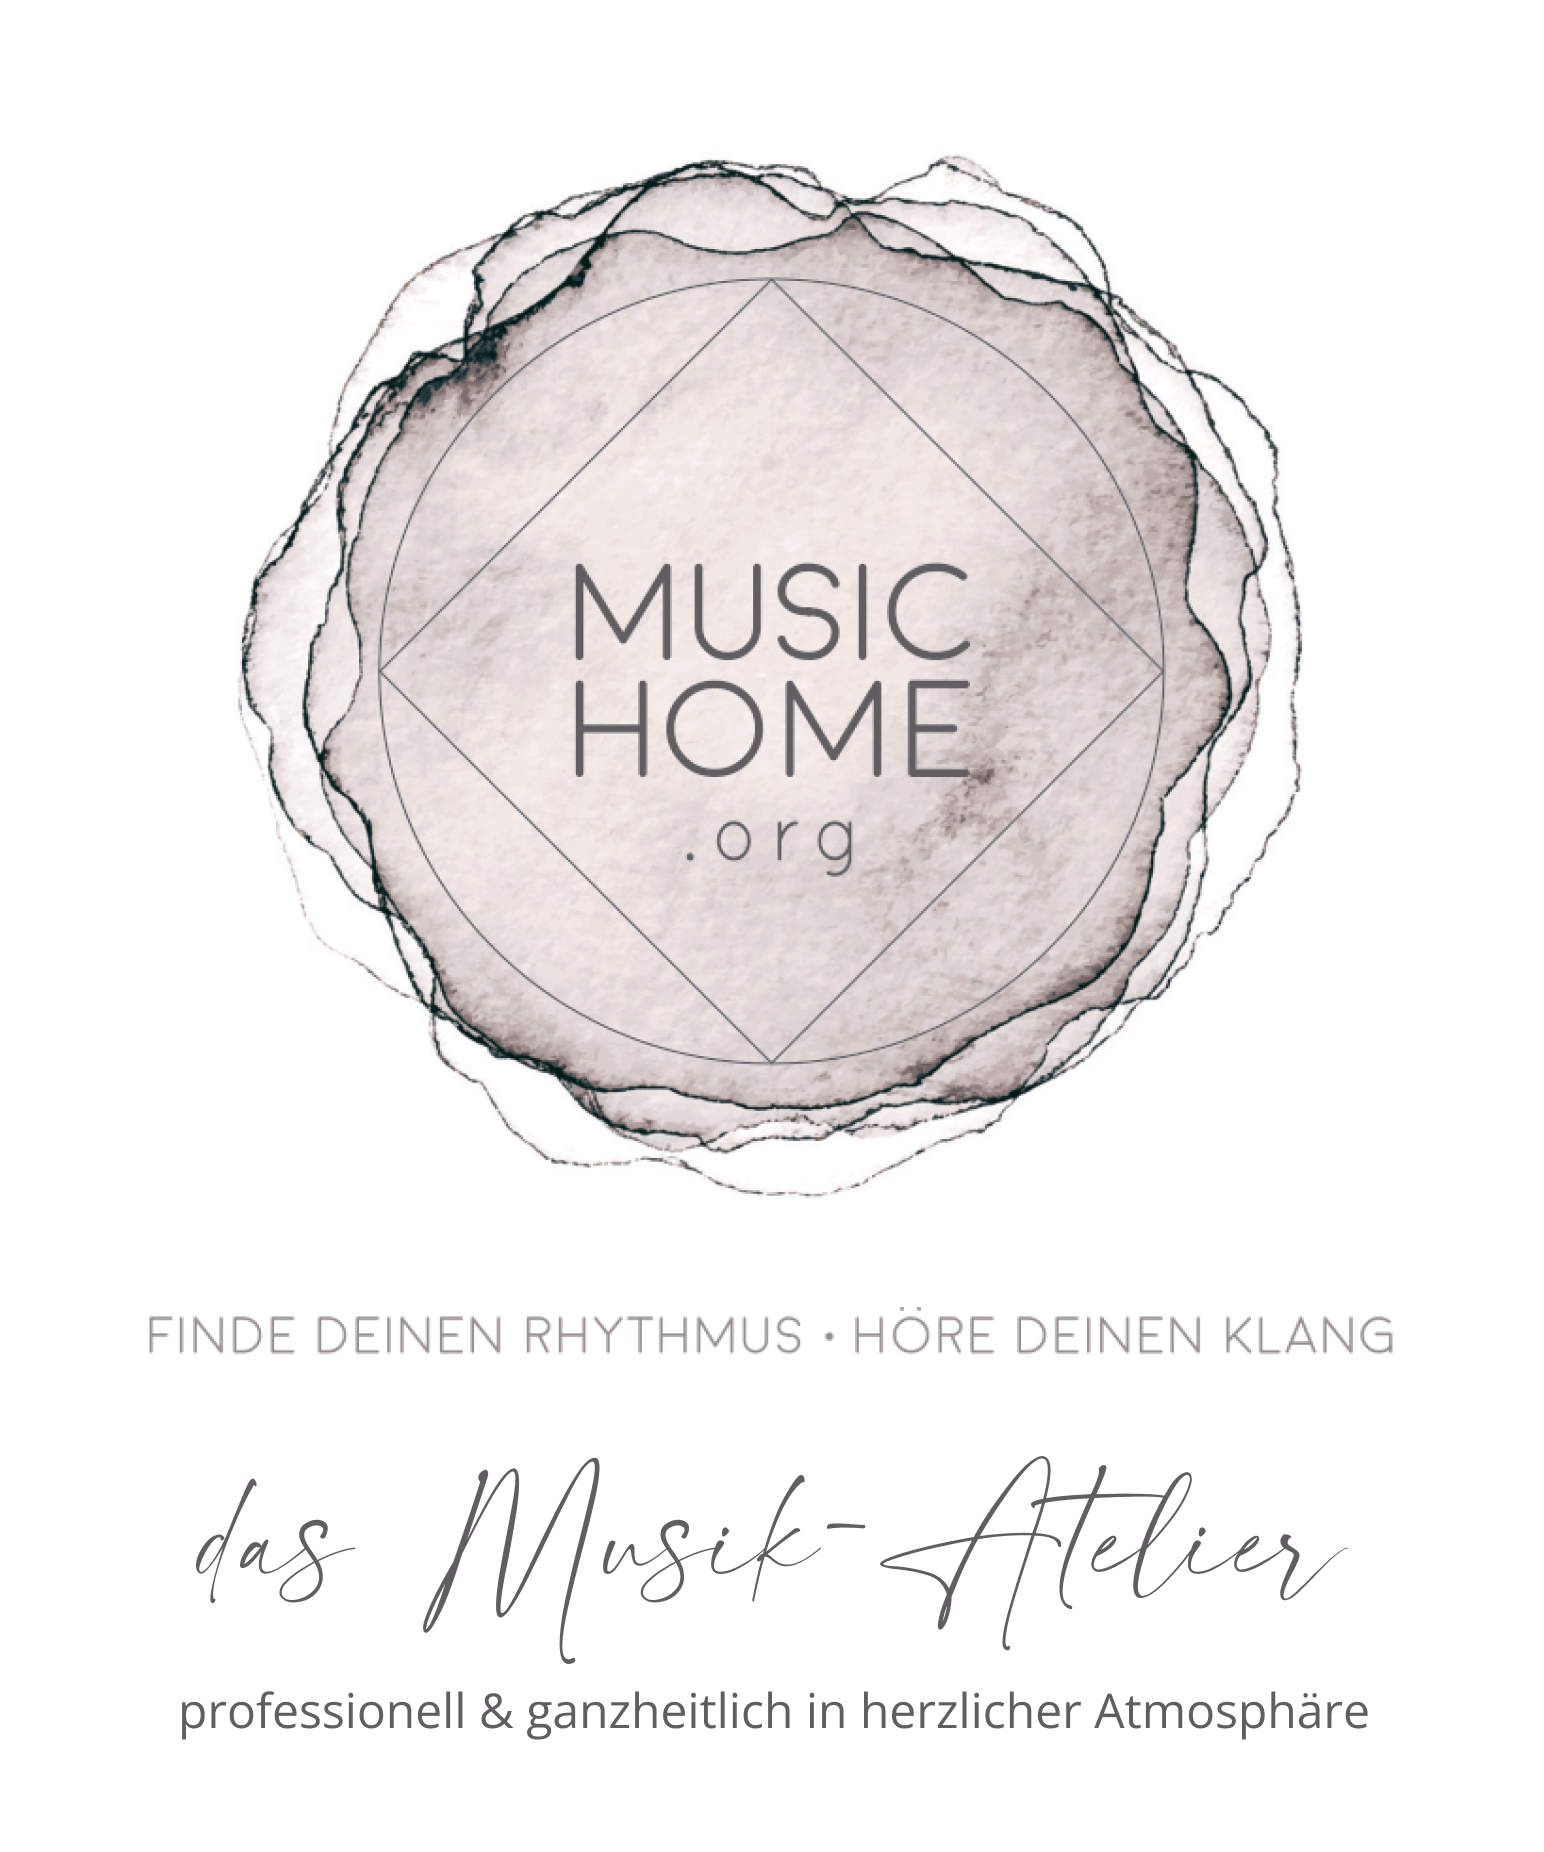 MUSIC
HOME
.org
FINDE DEINEN RHYTHMUS • HÖRE DEINEN KLANG
das Musik-Atelier
professionell & ganzheitlich in herzlicher Atmosphäre